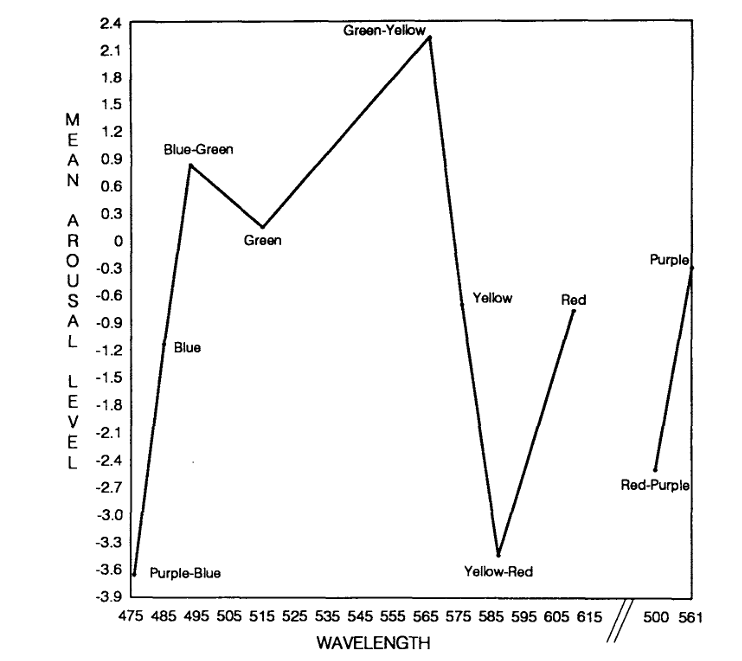 2.4
Green-Yellow
2.1
1.8
1.5
1.2
Blue-Green
0.9
0.6
0.3
0
Green
-0.3
Purple
-0.6
Yellow
Red
-0.9
-1.2
Blue
-1.5
-1.8
-2.1
-2.4
Red-Purple
-2.7
-3.0
-3.3
-3.6
Purple-Blue
Yellow-Red
-3.9
MEAN AROUSAL LEVEL
475 485 495 505 515 525 535 545 555 565 575 585 595 605 615 500 561
WAVELENGTH